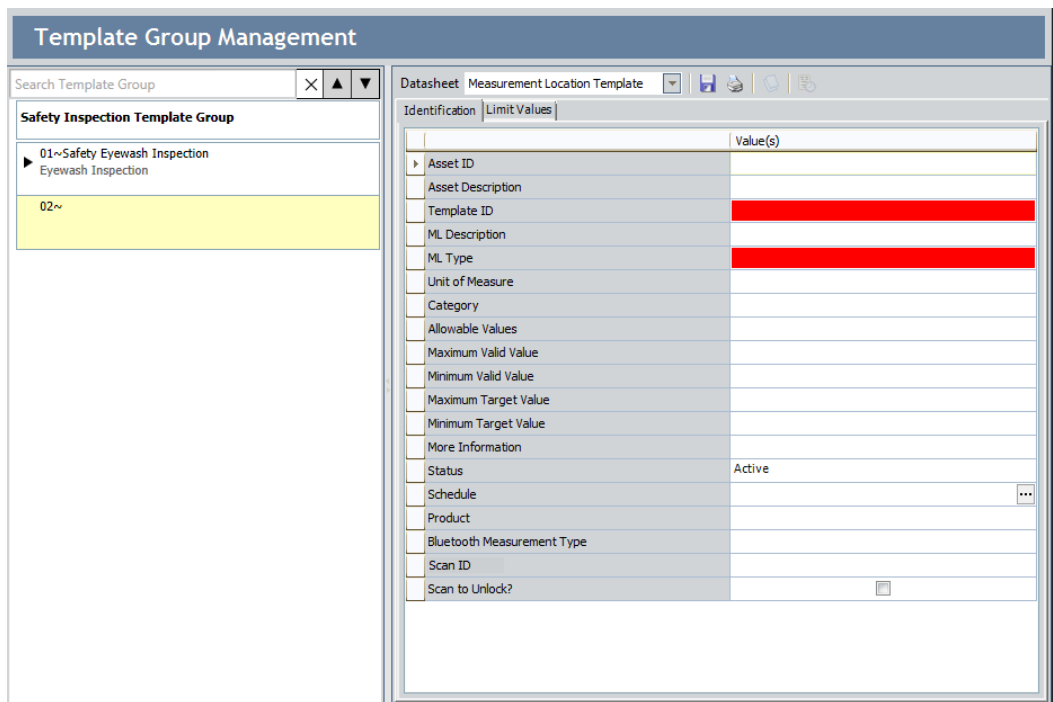 Template Group Management
Search Template Group
Safety Inspection Template Group
01~Safety Eyewash Inspection
Eyewash Inspection
02~
Datasheet Measurement Location Template
Identification Limit Values
Value(s)
Asset ID
Asset Description
Template ID
ML Description
ML Type
Unit of Measure
Category
Allowable Values
Maximum Valid Value
Minimum Valid Value
Maximum Target Value
Minimum Target Value
More Information
Status Active
Schedule ...
Product
Bluetooth Measurement Type
Scan ID
Scan to Unlock?